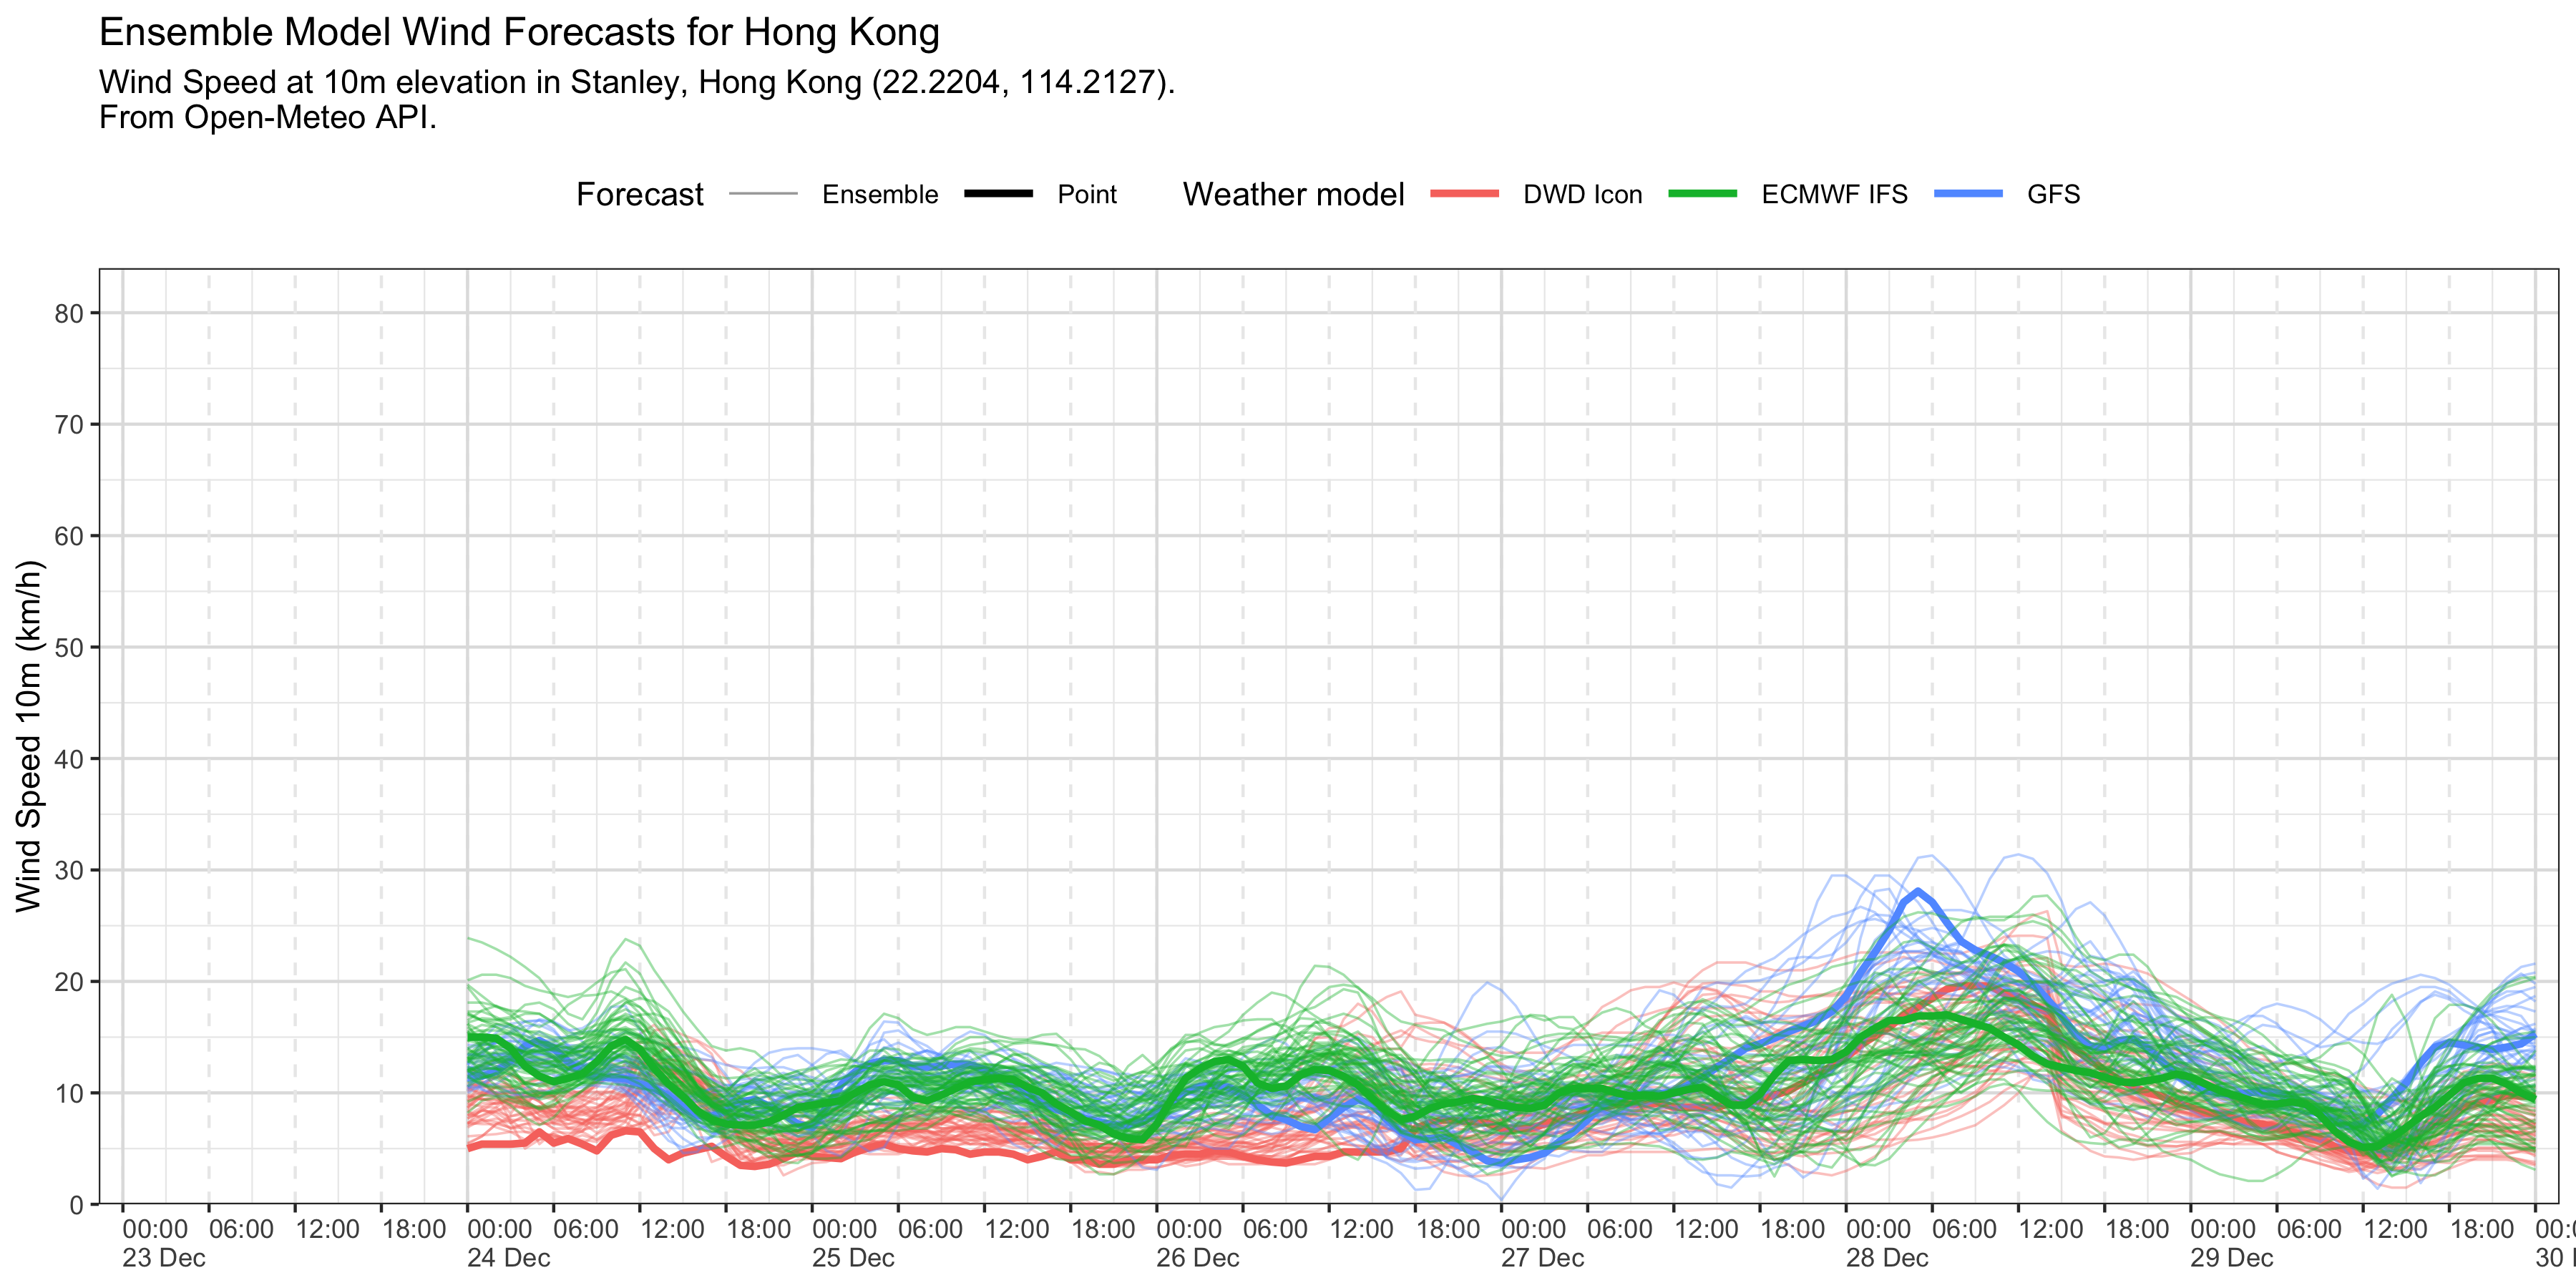 Ensemble Model Wind Forecasts for Hong Kong
Wind Speed at 10m elevation in Stanley, Hong Kong (22.2204, 114.2127).
From Open-Meteo API.
Forecast Ensemble Point Weather model DWD Icon ECMWF IFS GFS
Wind Speed 10m (km/h)
80
70
60
50
40
30
20
10
0
00:00 06:00 12:00 18:00 00:00 06:00 12:00 18:00 00:00 06:00 12:00 18:00 00:00 06:00 12:00 18:00 00:00 06:00 12:00 18:00 00:00 06:00 12:00 18:00 00:00 06:00 12:00 18:00 00:
23 Dec 24 Dec 25 Dec 26 Dec 27 Dec 28 Dec 29 Dec 30